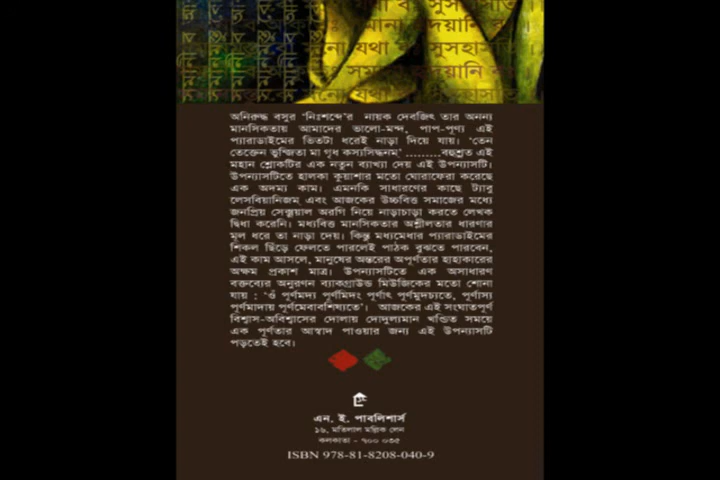 মানো যথা বঃ সুসহাসতি ।
অনিরুদ্ধ বসুর ‘নিঃশব্দে’র নায়ক দেবজিৎ তার অনন্য
মানসিকতায় আমাদের ভালো-মন্দ, পাপ-পূণ্য এই
প্যারাডাইমের ভিতটা ধরেই নাড়া দিয়ে যায়। ‘তেন
তেক্তেন ভুন্জিতা মা গৃধ কস্যসিদ্ধনম’ .........বহুশ্রুত এই
মহান শ্লোকটির এক নতুন ব্যাখ্যা দেয় এই উপন্যাসটি।
উপন্যাসটিতে হালকা কুয়াশার মতো ঘোরাফেরা করেছে
এক অদম্য কাম। এমনকি সাধারণের কাছে ট্যাবু
লেসবিয়ানিজম্ এবং আজকের উচ্চবিত্ত সমাজের মধ্যে
জনপ্রিয় সেক্সুয়াল অরগি নিয়ে নাড়াচাড়া করতে লেখক
দ্বিধা করেনি। মধ্যবিত্ত মানসিকতার অশ্লীলতার ধারণার
মূল ধরে তা নাড়া দেয়। কিন্তু মধ্যমেধার প্যারাডাইমের
শিকল ছিঁড়ে ফেলতে পারলেই পাঠক বুঝতে পারবেন,
এই কাম আসলে, মানুষের অন্তরের অপূর্ণতার হাহাকারের
অক্ষম প্রকাশ মাত্র। উপন্যাসটিতে এক অসাধারণ
বক্তব্যের অনুরণন ব্যাকগ্রাউন্ড মিউজিকের মতো শোনা
যায় : ‘ওঁ পূর্ণমদ্য পূর্ণমিদং পূর্ণাৎ পূর্ণমুদচ্যতে, পূর্ণাস্য
পূর্ণমাদায় পূর্ণমেবাবশিষ্যতে’। আজকের এই সংঘাতপূর্ণ
বিশ্বাস-অবিশ্বাসের দোলায় দোদুল্যমান খন্ডিত সময়ে
এক পূর্ণতার আস্বাদ পাওয়ার জন্য এই উপন্যাসটি
পড়তেই হবে।
এন. ই. পাবলিশার্স
১৬, মতিলাল মল্লিক লেন
কলকাতা - ৭০০ ০৩৫
ISBN 978-81-8208-040-9